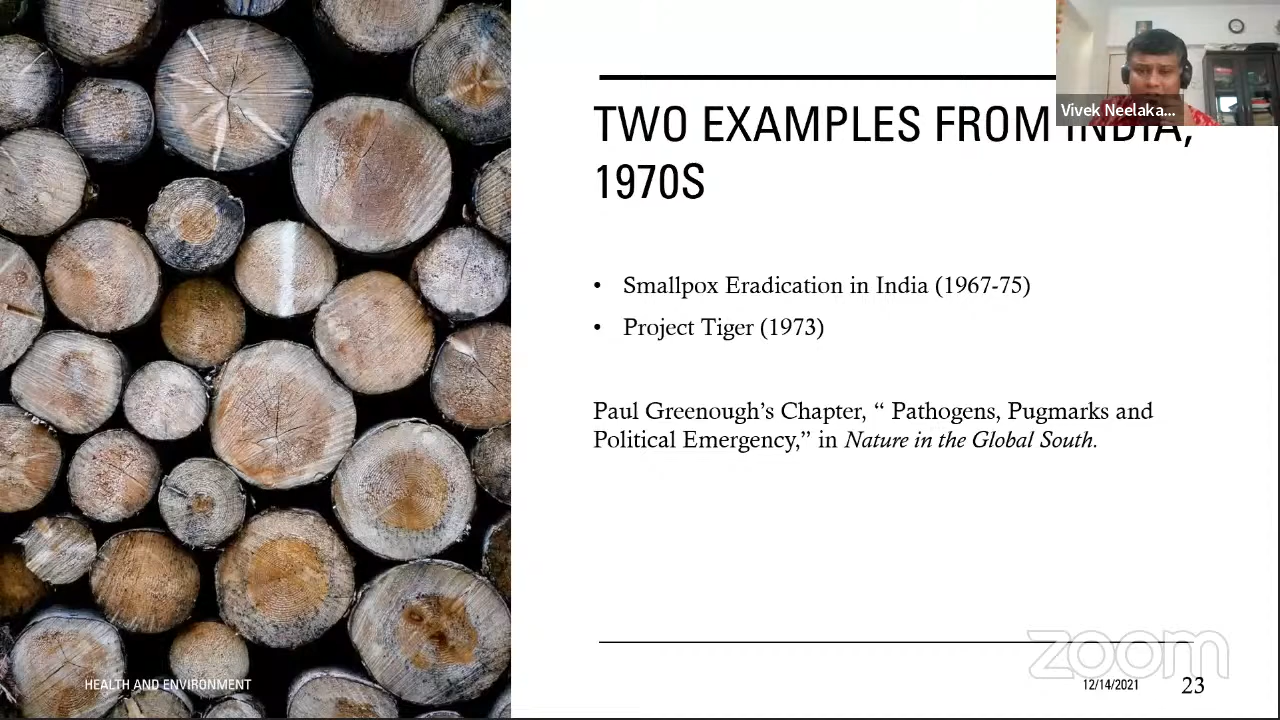 Vivek Neelaka...
TWO EXAMPLES FROM INDIA,
1970S
• Smallpox Eradication in India (1967-75)
• Project Tiger (1973)
Paul Greenough's Chapter, “ Pathogens, Pugmarks and
Political Emergency,” in Nature in the Global South.
zoom
HEALTH AND ENVIRONMENT
12/14/2021
23